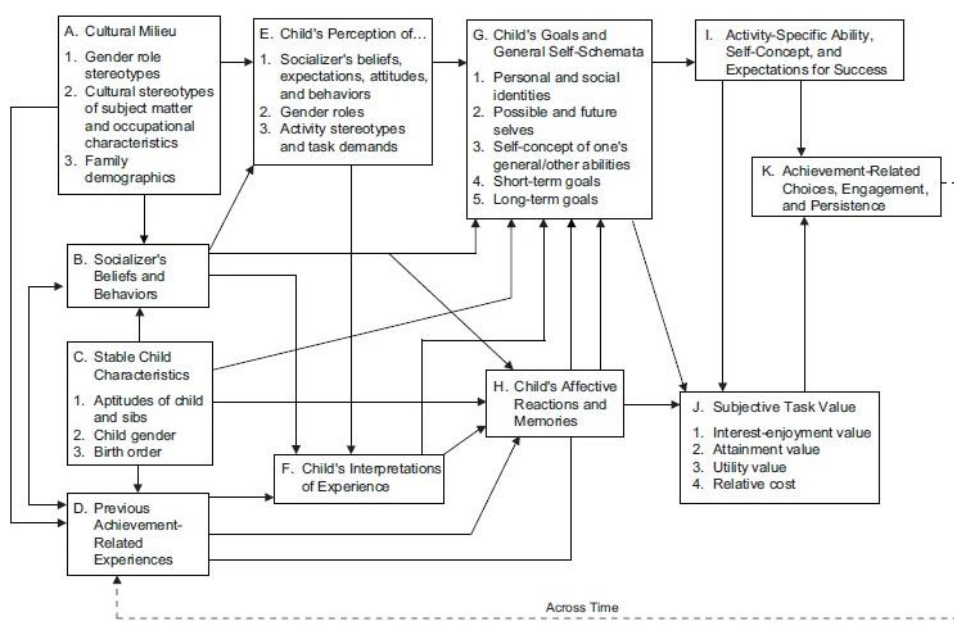 A. Cultural Milieu
1. Gender role
stereotypes
2. Cultural stereotypes
of subject matter
and occupational
characteristics
3. Family
demographics
E. Child's Perception of...
1. Socializer's beliefs,
expectations, attitudes,
and behaviors
2. Gender roles
3. Activity stereotypes
and task demands
G. Child's Goals and
General Self-Schemata
1. Personal and social
identities
2. Possible and future
selves
3. Self-concept of one's
general/other abilities
4. Short-term goals
5. Long-term goals
I. Activity-Specific Ability,
Self-Concept, and
Expectations for Success
K. Achievement-Related
Choices, Engagement,
and Persistence
B. Socializer's
Beliefs and
Behaviors
C. Stable Child
Characteristics
1. Aptitudes of child
and sibs
2. Child gender
3. Birth order
H. Child's Affective
Reactions and
Memories
J. Subjective Task Value
1. Interest-enjoyment value
2. Attainment value
3. Utility value
4. Relative cost
F. Child's Interpretations
of Experience
D. Previous
Achievement-
Related
Experiences
Across Time